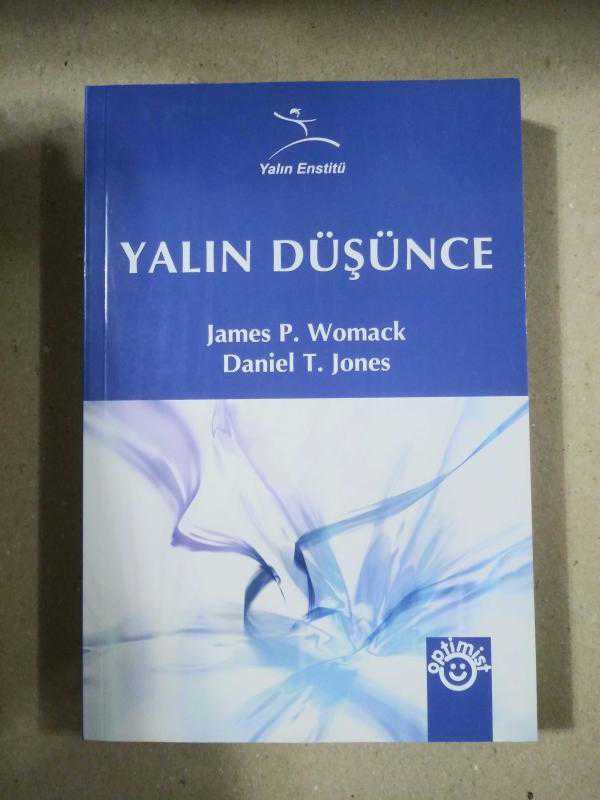 Yalın Enstitü
YALIN DÜŞÜNCE
James P. Womack
Daniel T. Jones
optimist